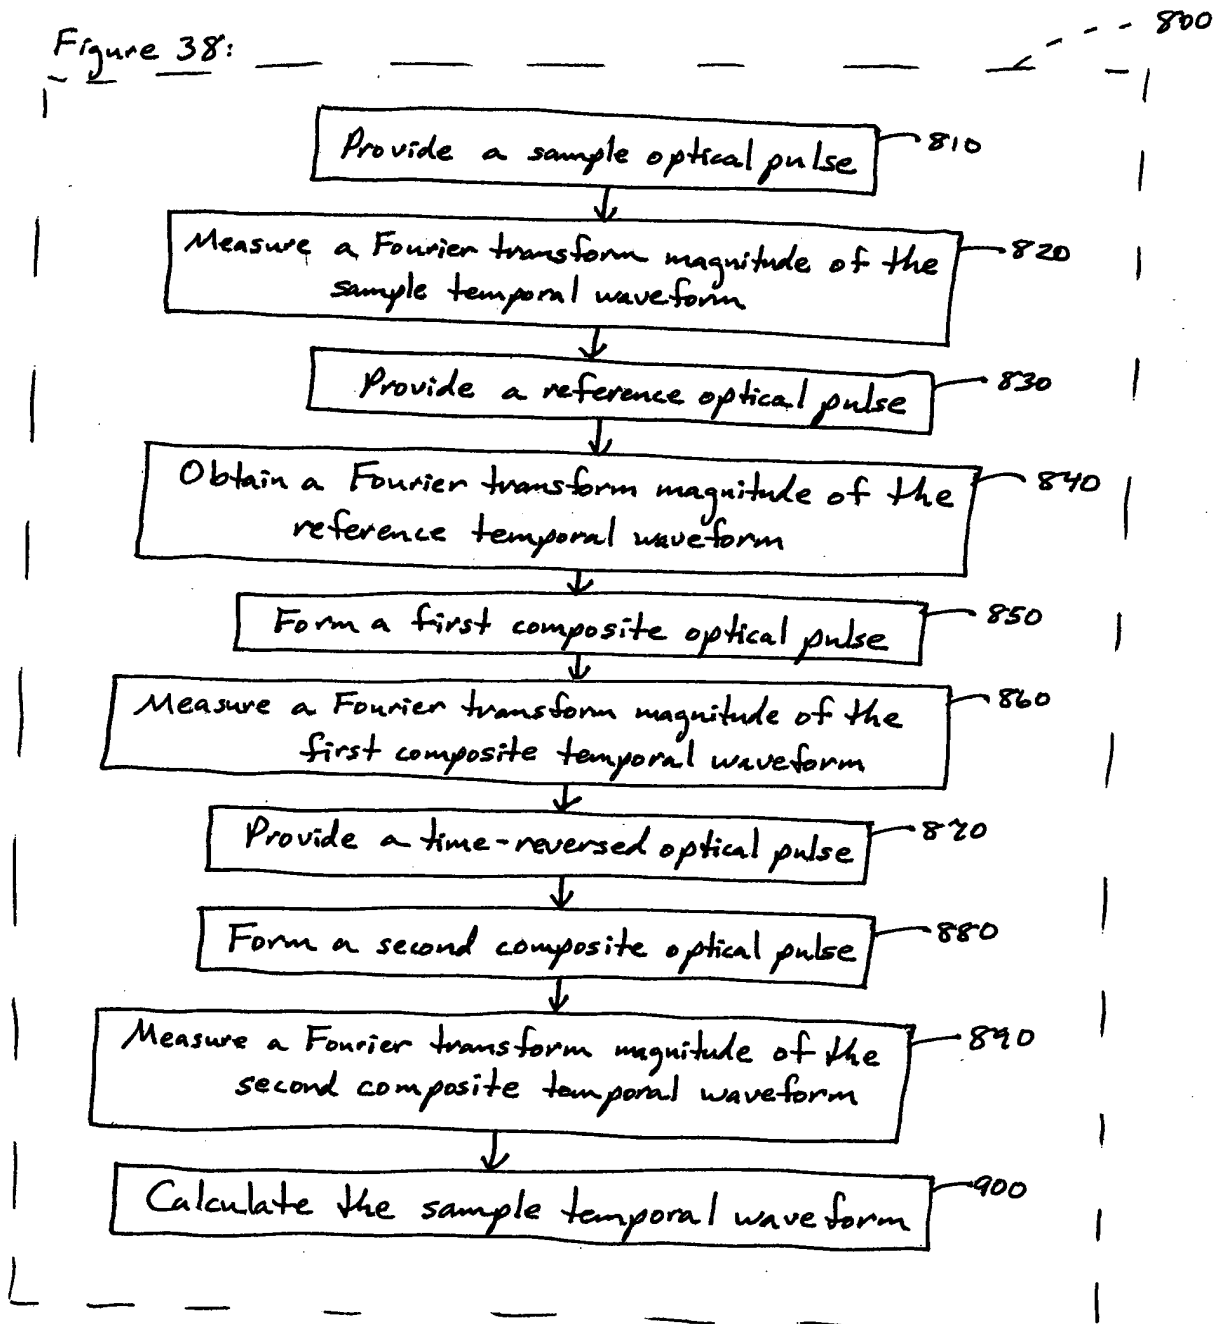 800
Figure 38:
Provide a sample optical pulse
810
Measure a Fourier transform magnitude of the
820
sample temporal waveform
Provide a reference optical pulse
830
Obtain a Fourier transform magnitude of the
840
reference temporal waveform
Form a first composite optical pulse
850
Measure a Fourier transform magnitude of the
860
first composite temporal waveform
Provide a time-reversed optical pulse
870
Form a second composite optical pulse
880
Measure a Fourier transform magnitude of the
890
second composite temporal waveform
Calculate the sample temporal waveform
900